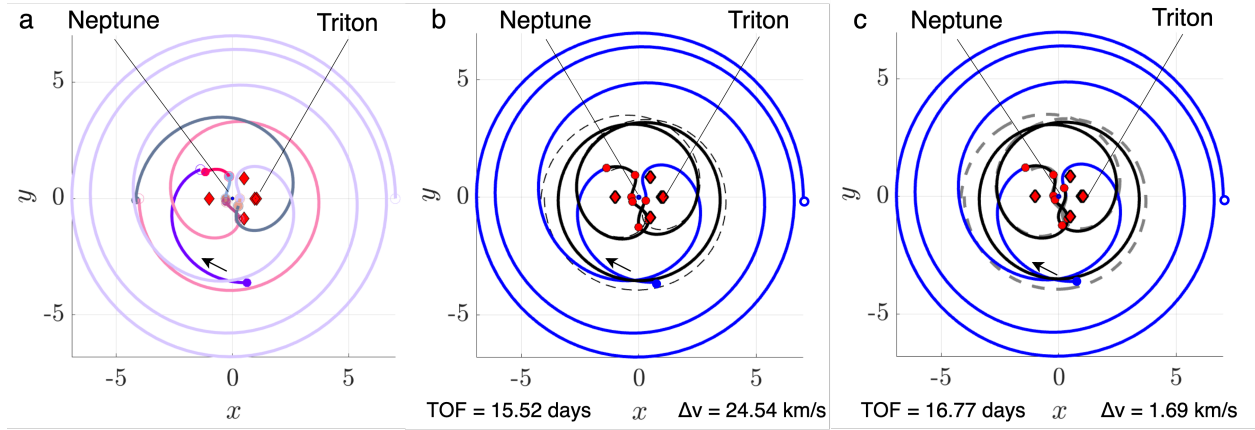 a
Neptune
Triton
5
0
-5
y
-5
0
5
x
b
Neptune
Triton
5
0
-5
y
-5
0
5
TOF = 15.52 days
x
Δv = 24.54 km/s
c
Neptune
Triton
5
0
-5
y
-5
0
5
TOF = 16.77 days
x
Δv = 1.69 km/s